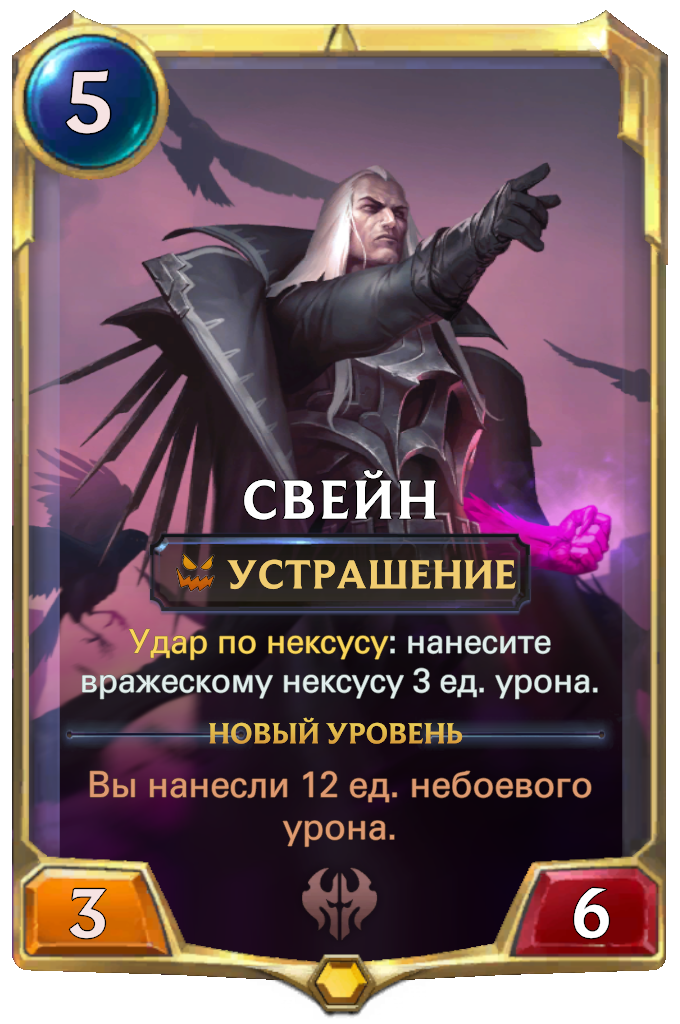 5
СВЕЙН
УСТРАШЕНИЕ
Удар по нексусу: нанесите
вражескому нексусу 3 ед. урона.
НОВЫЙ УРОВЕНЬ
Вы нанесли 12 ед. небоевого
урона.
3
6